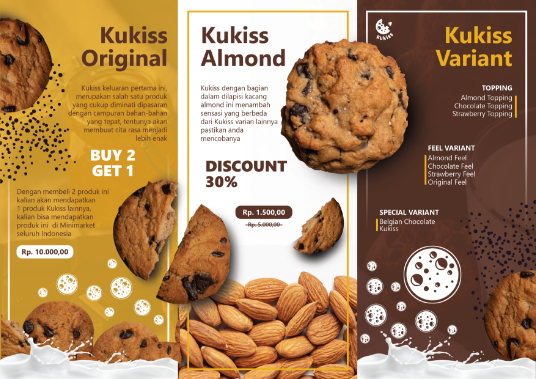 Kukiss
Original
Kukiss keluaran pertama ini,
merupakan salah satu produk
yang cukup diminati dipasaran
dengan campuran bahan-bahan
yang tepat, tentunya akan
membuat cita rasa menjadi
lebih enak
BUY 2
GET 1
Dengan membeli 2 produk ini
kalian akan mendapatkan
1 produk Kukiss lainnya,
kalian bisa mendapatkan
produk ini di Minimarket
seluruh Indonesia
Rp. 10.000,00
Kukiss
Almond
Kukiss dengan bagian
dalam dilapisi kacang
almond ini menambah
sensasi yang berbeda
dari Kukiss varian lainnya
pastikan anda
mencobanya
DISCOUNT
30%
Rp. 1.500,00
Rp. 5.000,00
KUKISS
Kukiss
Variant
TOPPING
Almond Topping
Chocolate Topping
Strawberry Topping
FEEL VARIANT
Almond Feel
Chocolate Feel
Strawberry Feel
Original Feel
SPECIAL VARIANT
Belgian Chocolate
Kukiss